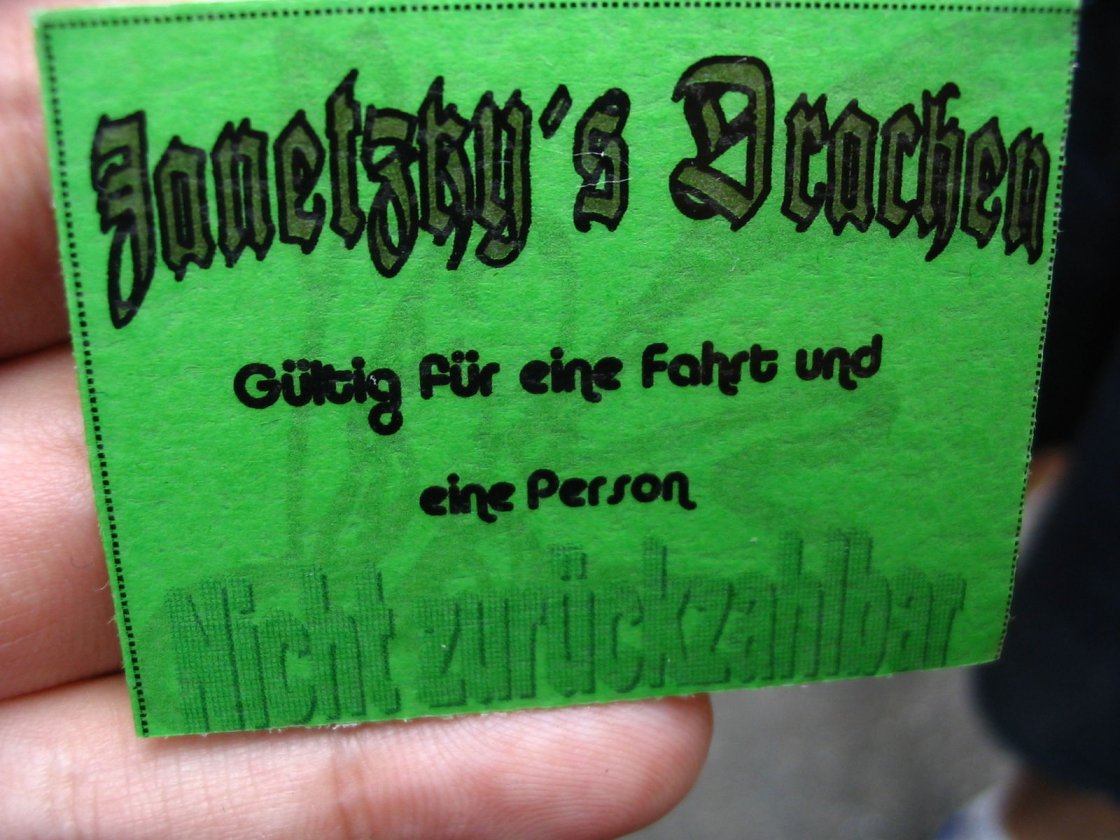 Janetzky's Drachen
Gültig für eine Fahrt und
eine Person
Nicht zurückzahlbar